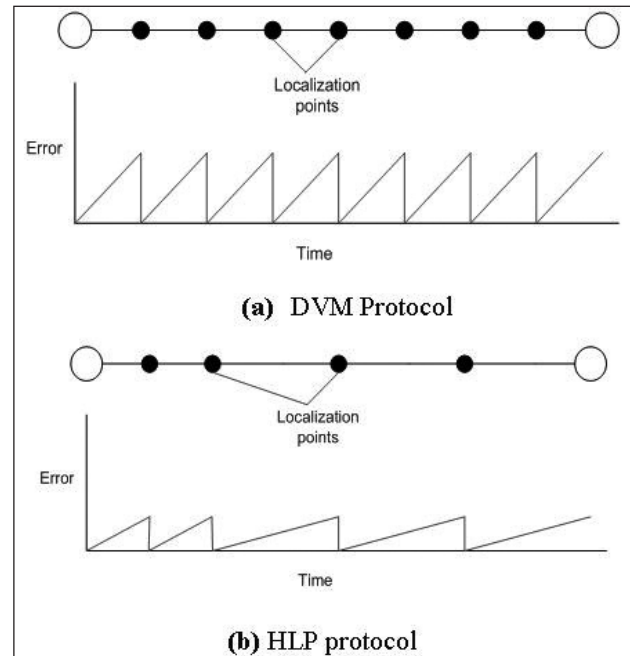 Localization
points
Error
Time
(a) DVM Protocol
Localization
points
Error
Time
(b) HLP protocol